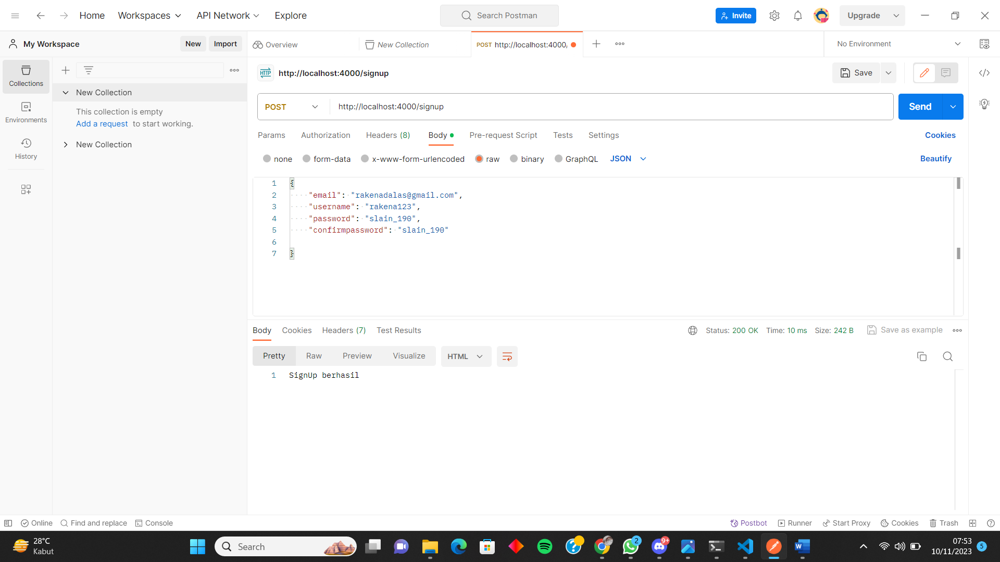 Home Workspaces API Network Explore Search Postman Invite Upgrade
My Workspace New Import Overview New Collection POST http://localhost:4000/ No Environment
Collections
Environments
History
New Collection
This collection is empty
Add a request to start working.
New Collection
HTTP http://localhost:4000/signup Save
POST http://localhost:4000/signup Send
Params Authorization Headers (8) Body Pre-request Script Tests Settings Cookies
none form-data x-www-form-urlencoded raw binary GraphQL JSON Beautify
1 {
2 "email": "rakenadalas@gmail.com",
3 "username": "rakena123",
4 "password": "slain_190",
5 "confirmpassword": "slain_190"
6
7 }
Body Cookies Headers (7) Test Results Status: 200 OK Time: 10 ms Size: 242 B Save as example
Pretty Raw Preview Visualize HTML
1 SignUp berhasil
Online Find and replace Console Postbot Runner Start Proxy Cookies Trash
28°C
Kabut
Search
2
9+
W
07:53
10/11/2023
5